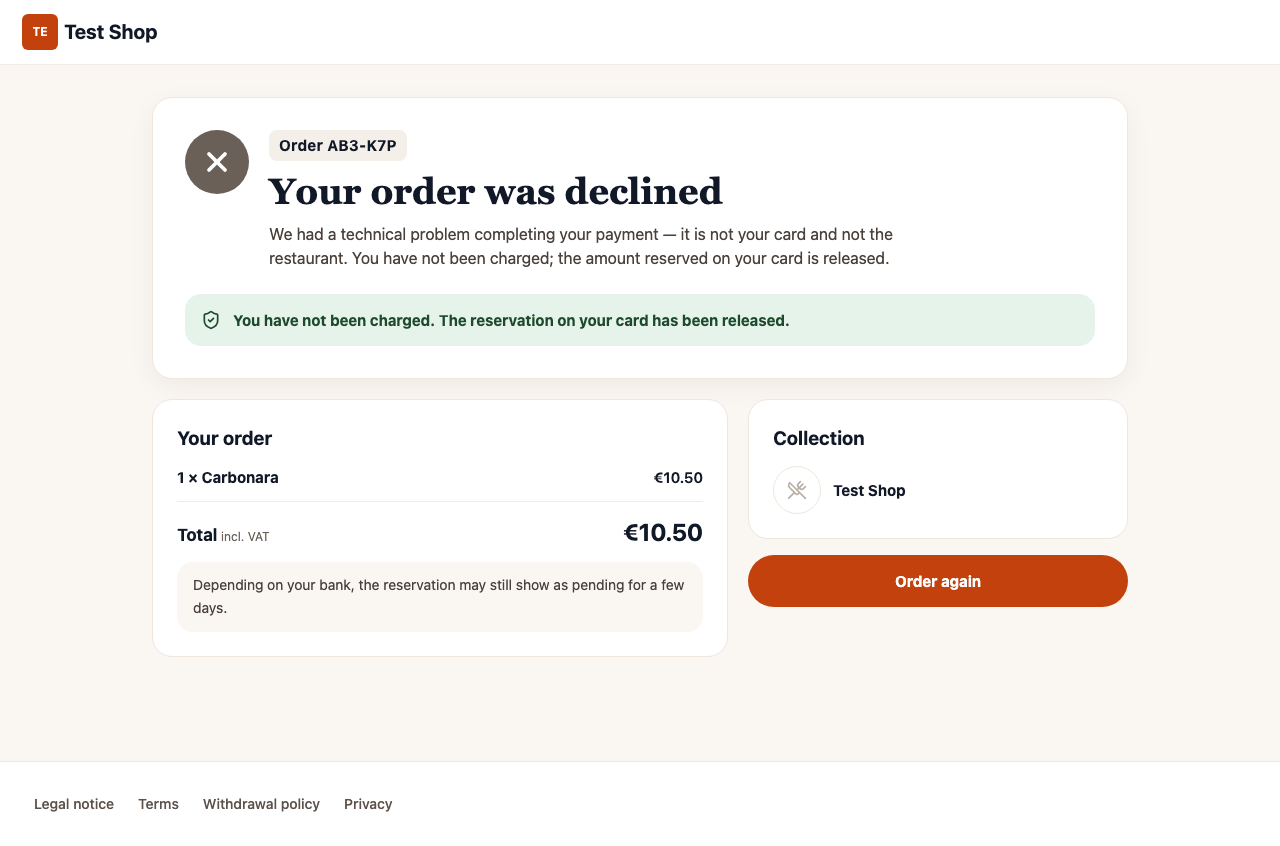 TE Test Shop
Order AB3-K7P
Your order was declined
We had a technical problem completing your payment — it is not your card and not the
restaurant. You have not been charged; the amount reserved on your card is released.
You have not been charged. The reservation on your card has been released.
Your order
1 × Carbonara €10.50
Total incl. VAT €10.50
Depending on your bank, the reservation may still show as pending for a few
days.
Collection
Test Shop
Order again
Legal notice Terms Withdrawal policy Privacy